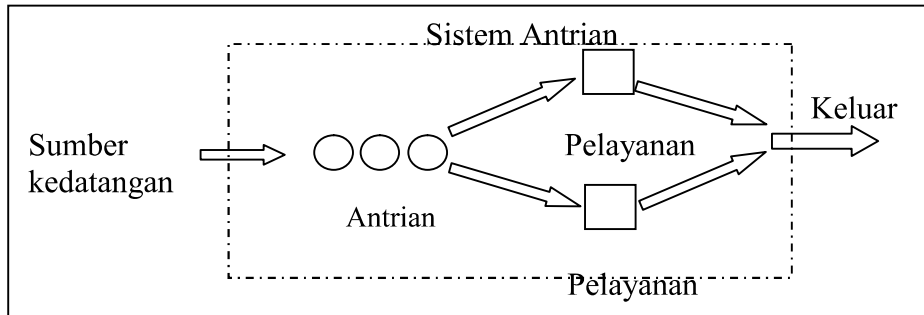 Sistem Antrian
Keluar
Sumber
kedatangan
Pelayanan
Antrian
Pelayanan